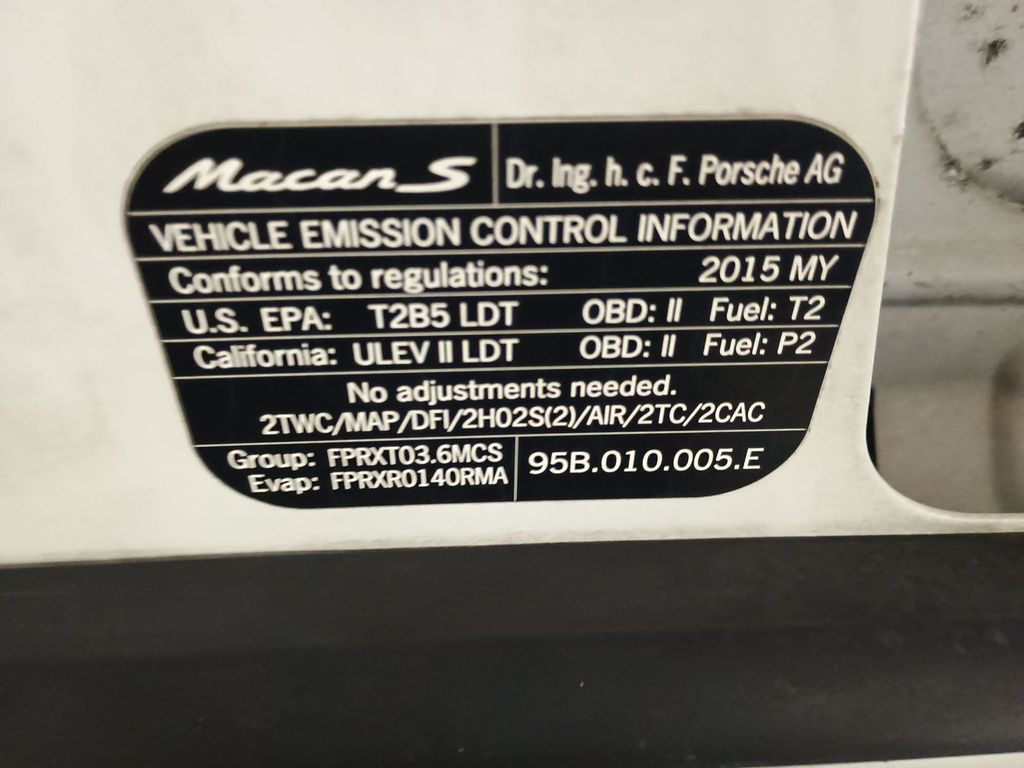 Macan S
Dr. Ing. h. c. F. Porsche AG
VEHICLE EMISSION CONTROL INFORMATION
Conforms to regulations: 2015 MY
U.S. EPA: T2B5 LDT OBD: II Fuel: T2
California: ULEV II LDT OBD: II Fuel: P2
No adjustments needed.
2TWC/MAP/DFI/2HO2S(2)/AIR/2TC/2CAC
Group: FPRXT03.6MCS
Evap: FPRXR0140RMA
95B.010.005.E